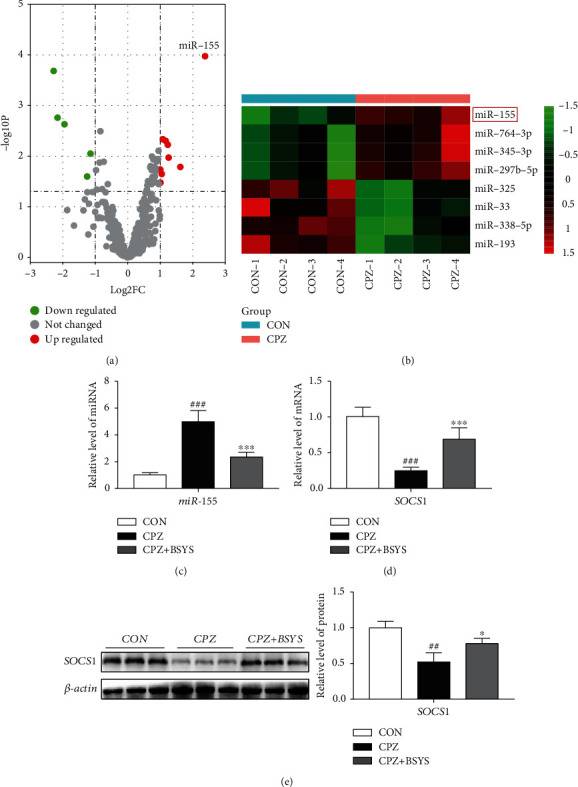 miR–155
–log10P
5
4
3
2
1
0
–3 –2 –1 0 1 2 3
Log2FC
Down regulated
Not changed
Up regulated
(a)
miR–155
miR–764–3p
miR–345–3p
miR–297b–5p
miR–325
miR–33
miR–338–5p
miR–193
–1.5
–1
–0.5
0
0.5
1
1.5
CON–1 CON–2 CON–3 CON–4 CPZ–1 CPZ–2 CPZ–3 CPZ–4
Group
CON
CPZ
(b)
Relative level of miRNA
8
6
4
2
0
###
***
miR-155
CON
CPZ
CPZ+BSYS
(c)
Relative level of mRNA
1.5
1.0
0.5
0.0
###
***
SOCS1
CON
CPZ
CPZ+BSYS
(d)
CON CPZ CPZ+BSYS
SOCS1
β-actin
Relative level of protein
1.5
1.0
0.5
0.0
##
*
SOCS1
CON
CPZ
CPZ+BSYS
(e)